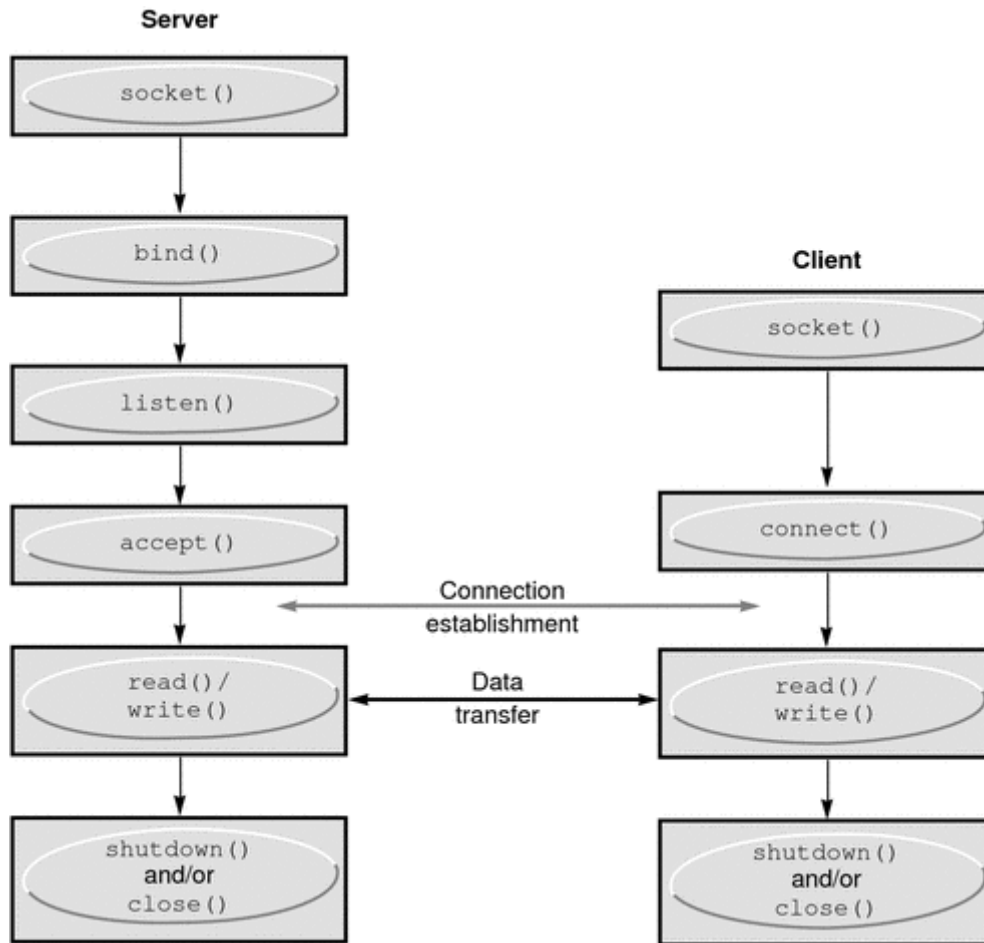 Server
socket()
bind()
listen()
accept()
read()/
write()
shutdown()
and/or
close()
Connection
establishment
Data
transfer
Client
socket()
connect()
read()/
write()
shutdown()
and/or
close()